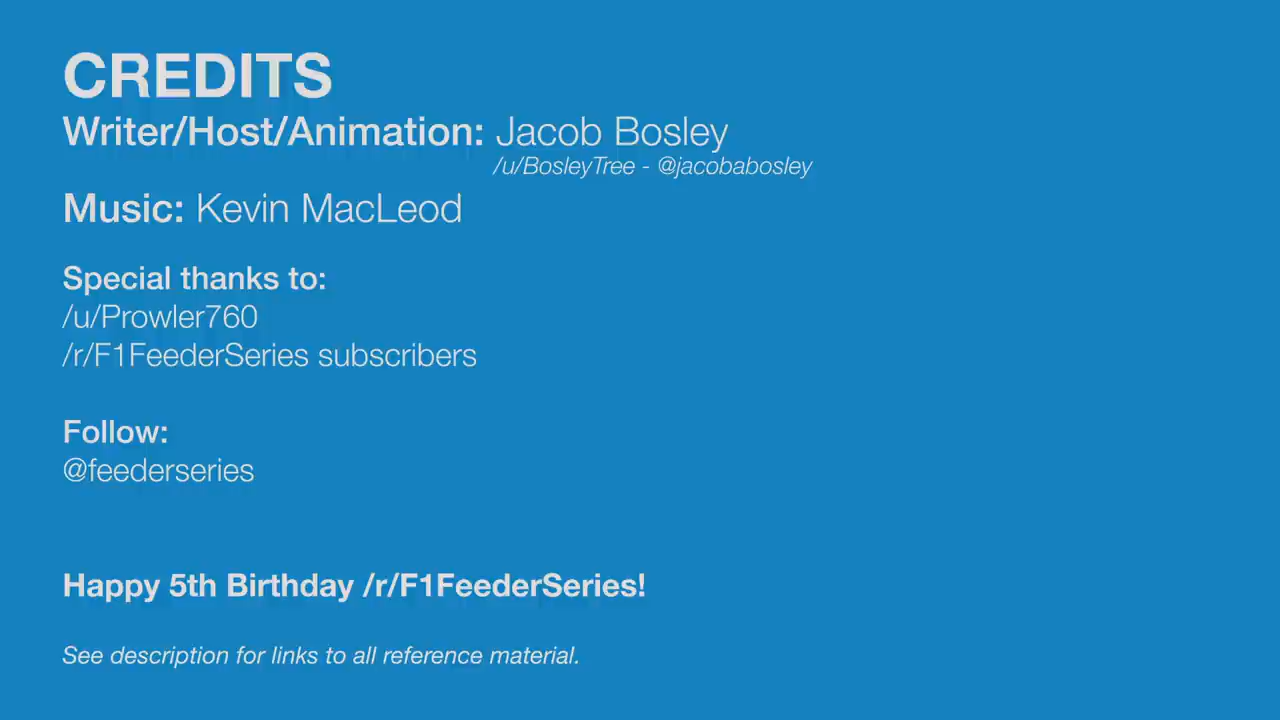 CREDITS
Writer/Host/Animation: Jacob Bosley
/u/BosleyTree - @jacobabosley
Music: Kevin MacLeod
Special thanks to:
/u/Prowler760
/r/F1FeederSeries subscribers
Follow:
@feederseries
Happy 5th Birthday /r/F1FeederSeries!
See description for links to all reference material.